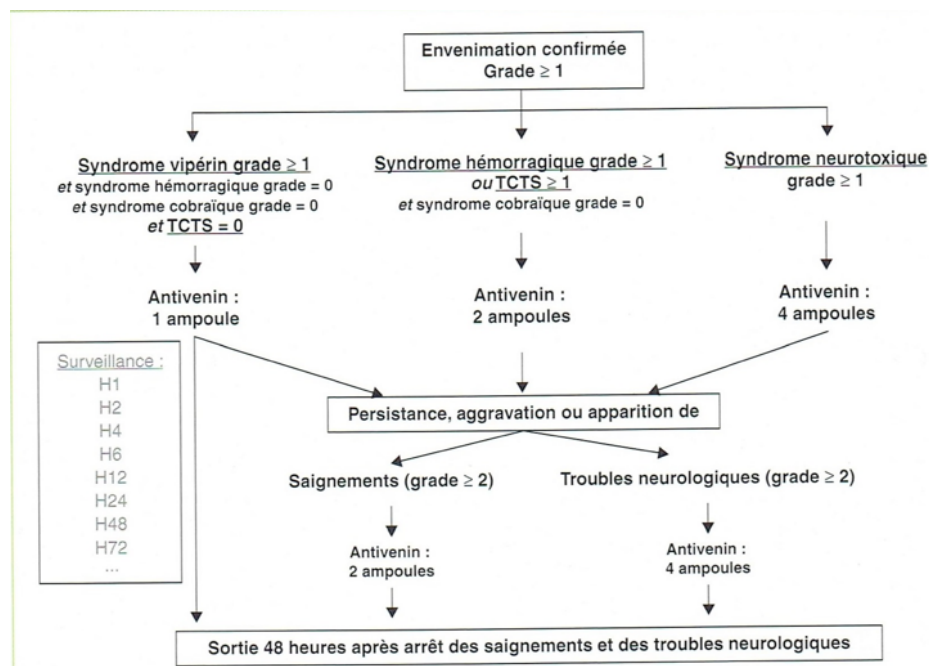 Envenimation confirmée
Grade ≥ 1
Syndrome vipérin grade ≥ 1
et syndrome hémorragique grade = 0
et syndrome cobraïque grade = 0
et TCTS = 0
Syndrome hémorragique grade ≥ 1
ou TCTS ≥ 1
et syndrome cobraïque grade = 0
Syndrome neurotoxique
grade ≥ 1
Antivenin :
1 ampoule
Antivenin :
2 ampoules
Antivenin :
4 ampoules
Surveillance :
H1
H2
H4
H6
H12
H24
H48
H72
...
Persistance, aggravation ou apparition de
Saignements (grade ≥ 2)
Troubles neurologiques (grade ≥ 2)
Antivenin :
2 ampoules
Antivenin :
4 ampoules
Sortie 48 heures après arrêt des saignements et des troubles neurologiques